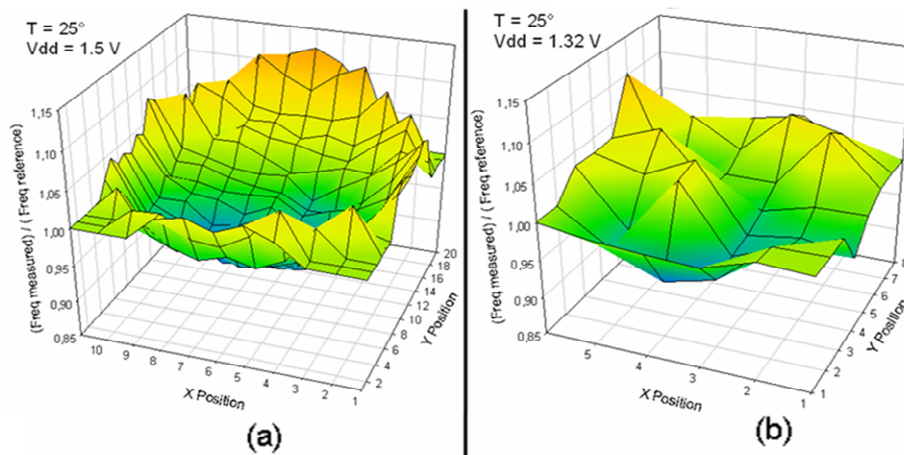 T = 25°
Vdd = 1.5 V
1,15
1,10
1,05
1,00
0,95
0,90
0,85
(Freq measured) / (Freq reference)
10 9 8 7 6 5 4 3 2 1
X Position
2 4 6 8 10 12 14 16 18 20
Y Position
(a)
T = 25°
Vdd = 1.32 V
1,15
1,10
1,05
1,00
0,95
0,90
0,85
(Freq measured) / (Freq reference)
5 4 3 2 1
X Position
1 2 3 4 5 6 7 8
Y Position
(b)